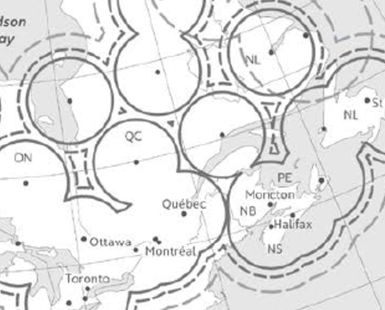 dson
ay
NL
St
NL
QC
ON
PE
Moncton
Québec
NB
Halifax
Ottawa
Montréal
NS
Toronto